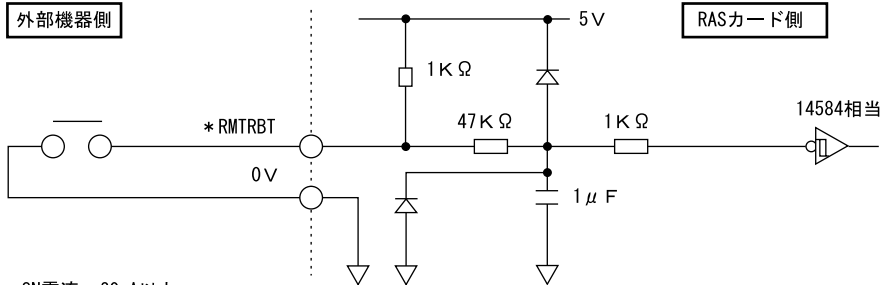 外部機器側
RASカード側
5V
1KΩ
14584相当
47KΩ
1KΩ
*RMTRBT
0V
1μF